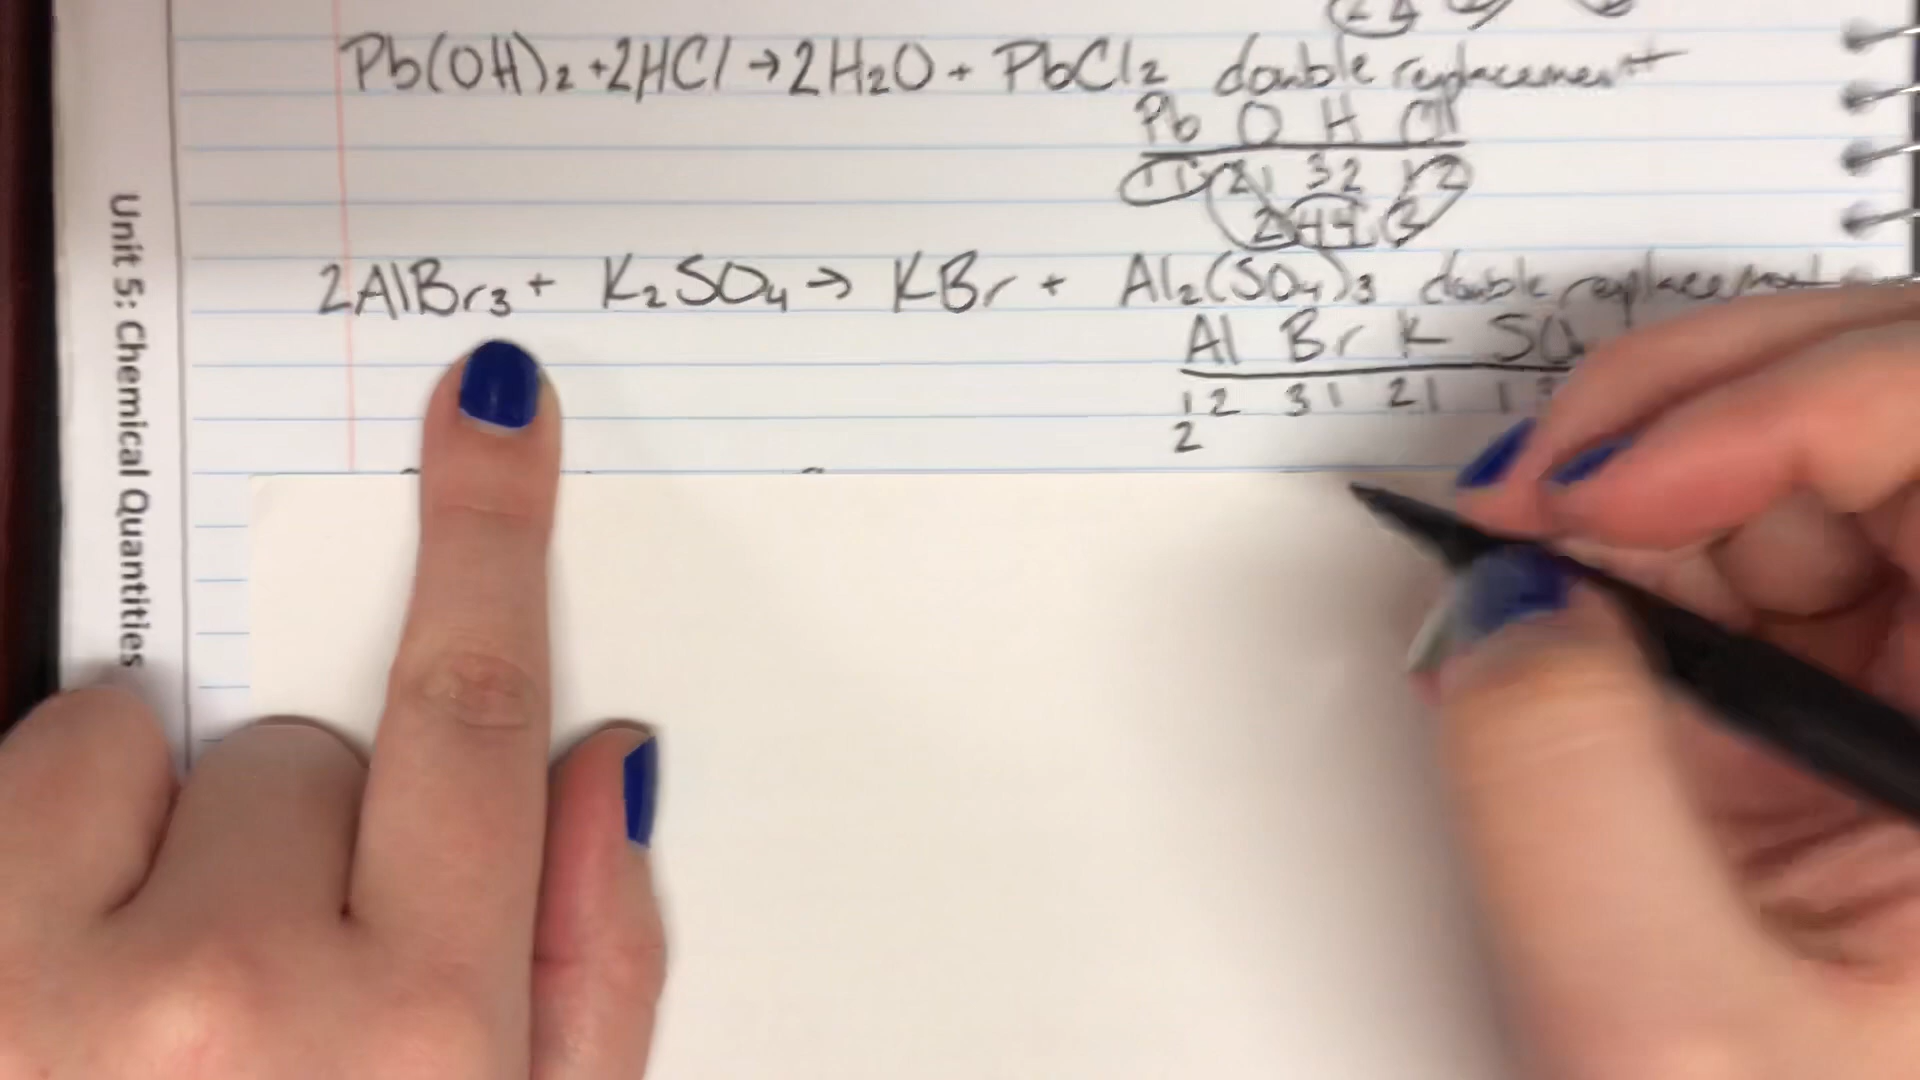 Pb(OH)₂ + 2HCl → 2H₂O + PbCl₂ double replacement
Pb O H Cl
1 1 2 1 3 2 1 2
2 4 4 2
2AlBr₃ + K₂SO₄ → KBr + Al₂(SO₄)₃ double replacement
Al Br K SO₄
1 2 3 1 2 1 1 3
2
Unit 5: Chemical Quantities